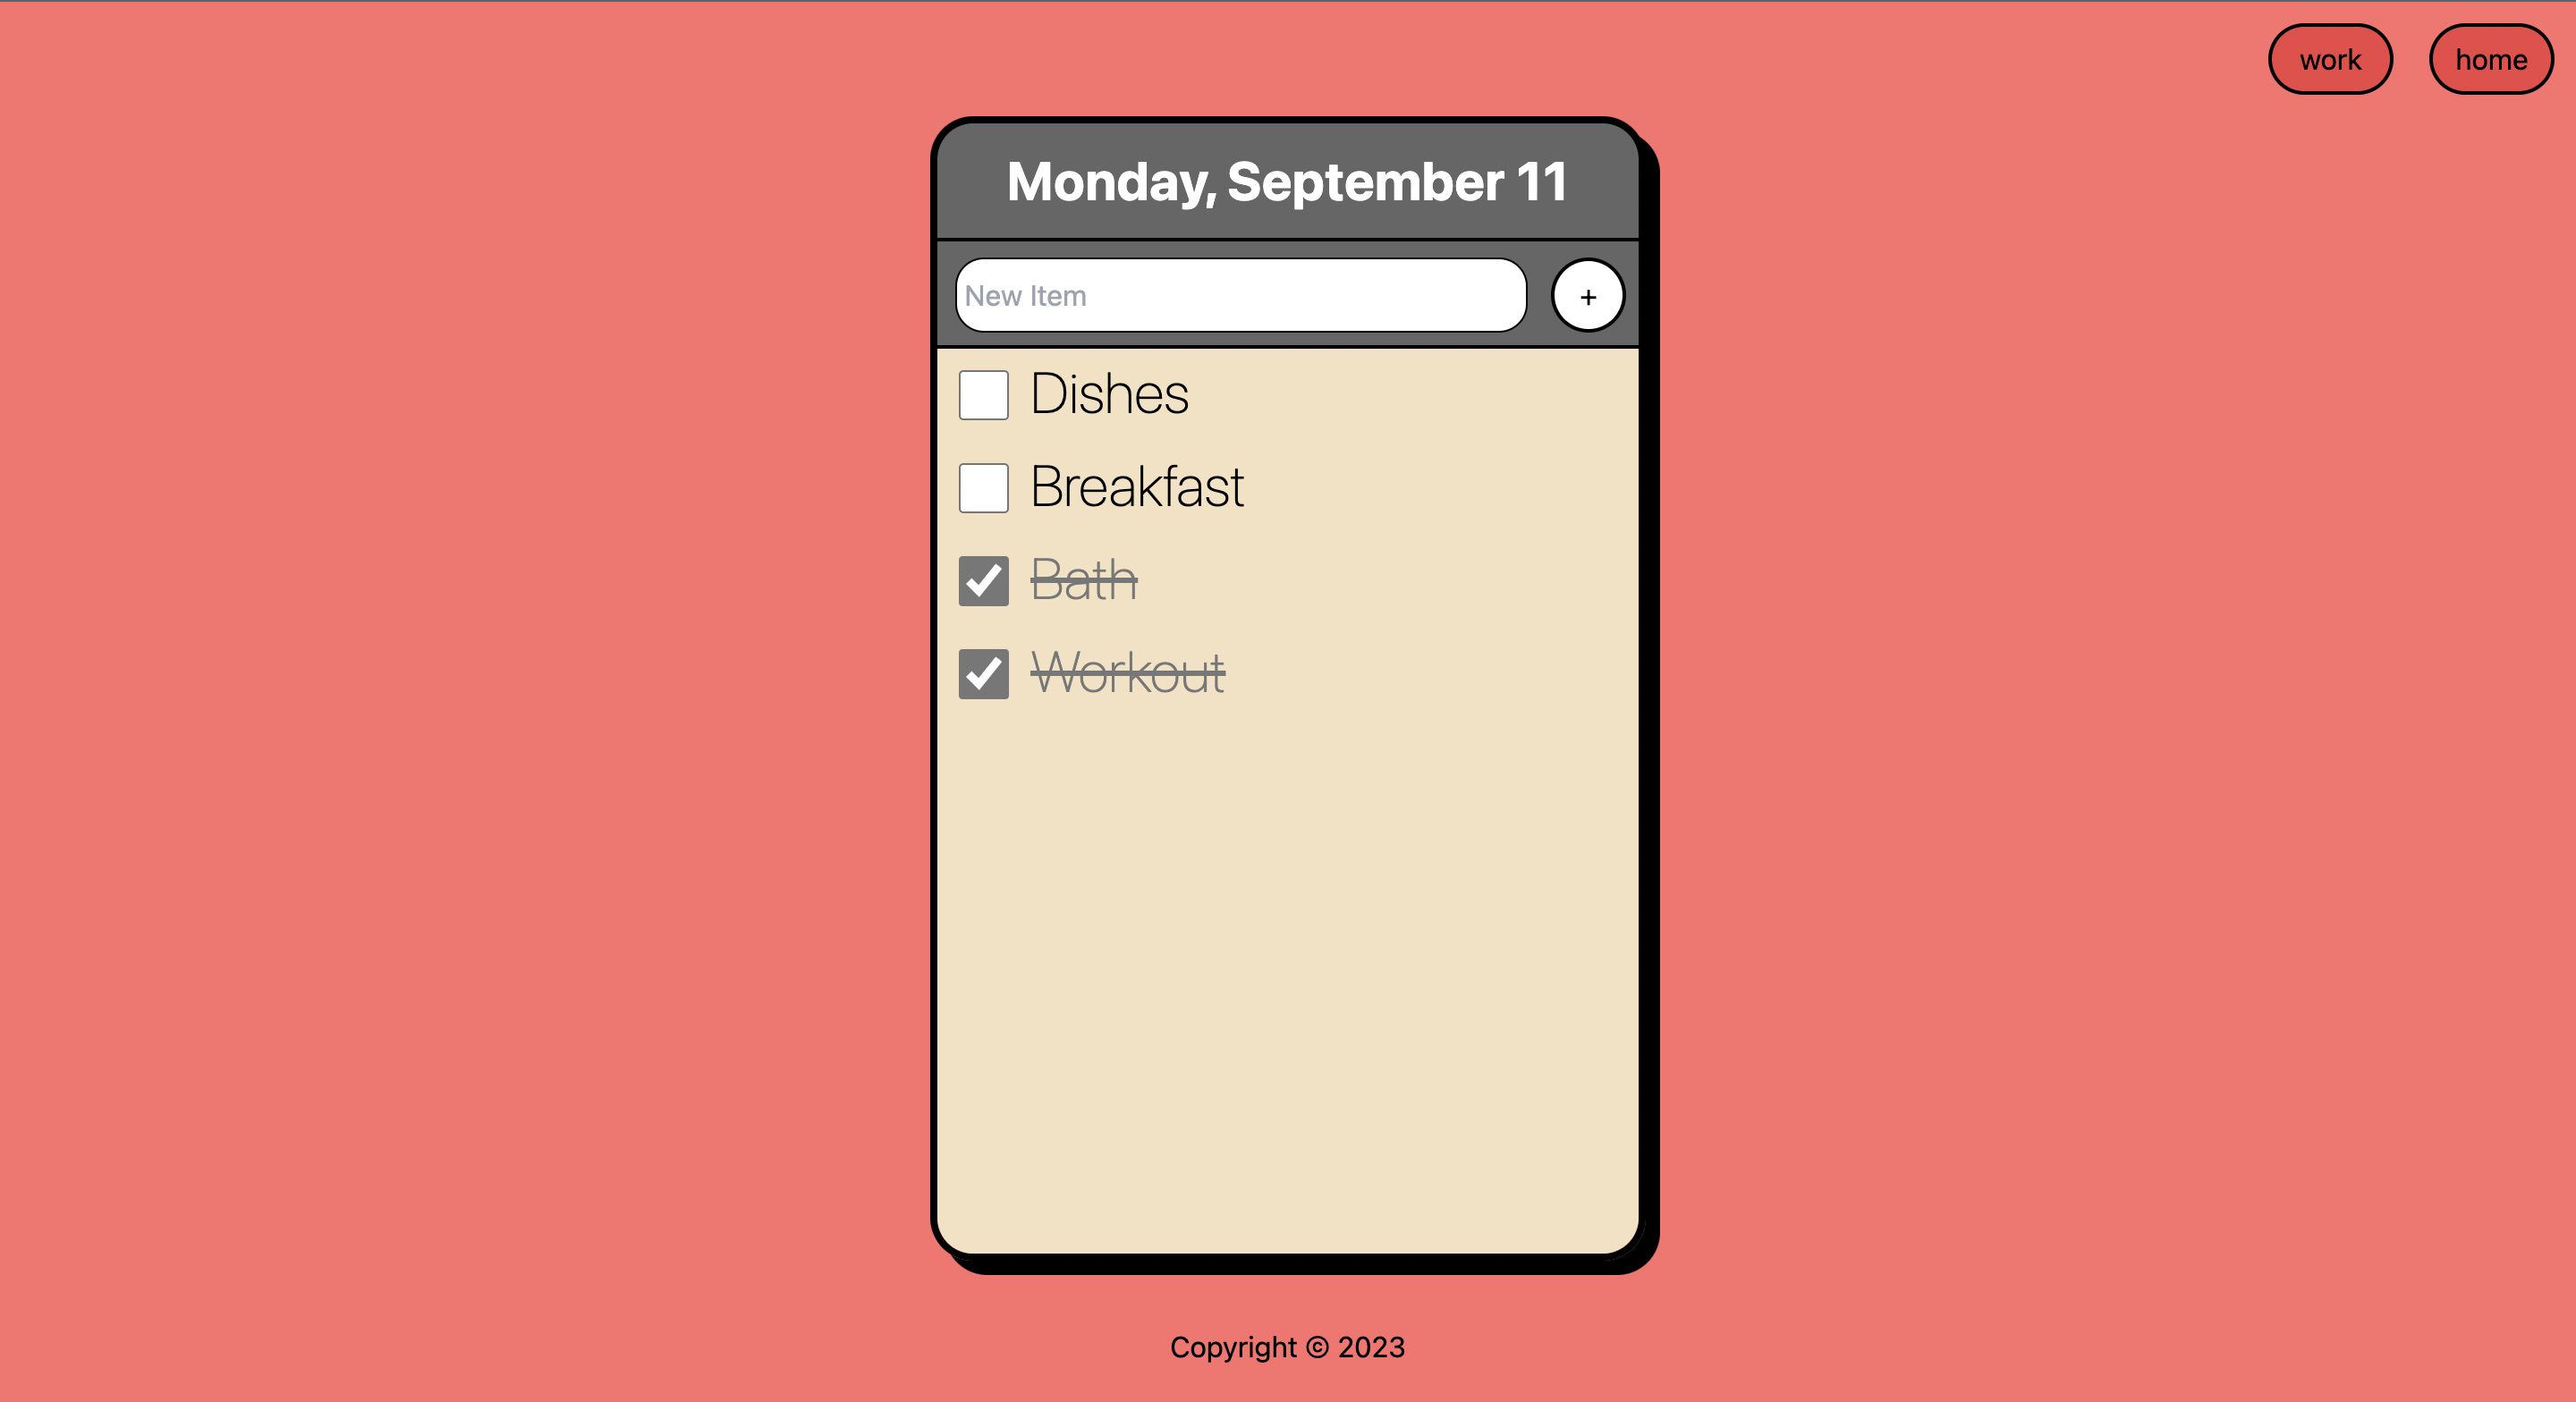 work home
Monday, September 11
New Item +
Dishes
Breakfast
Bath
Workout
Copyright © 2023